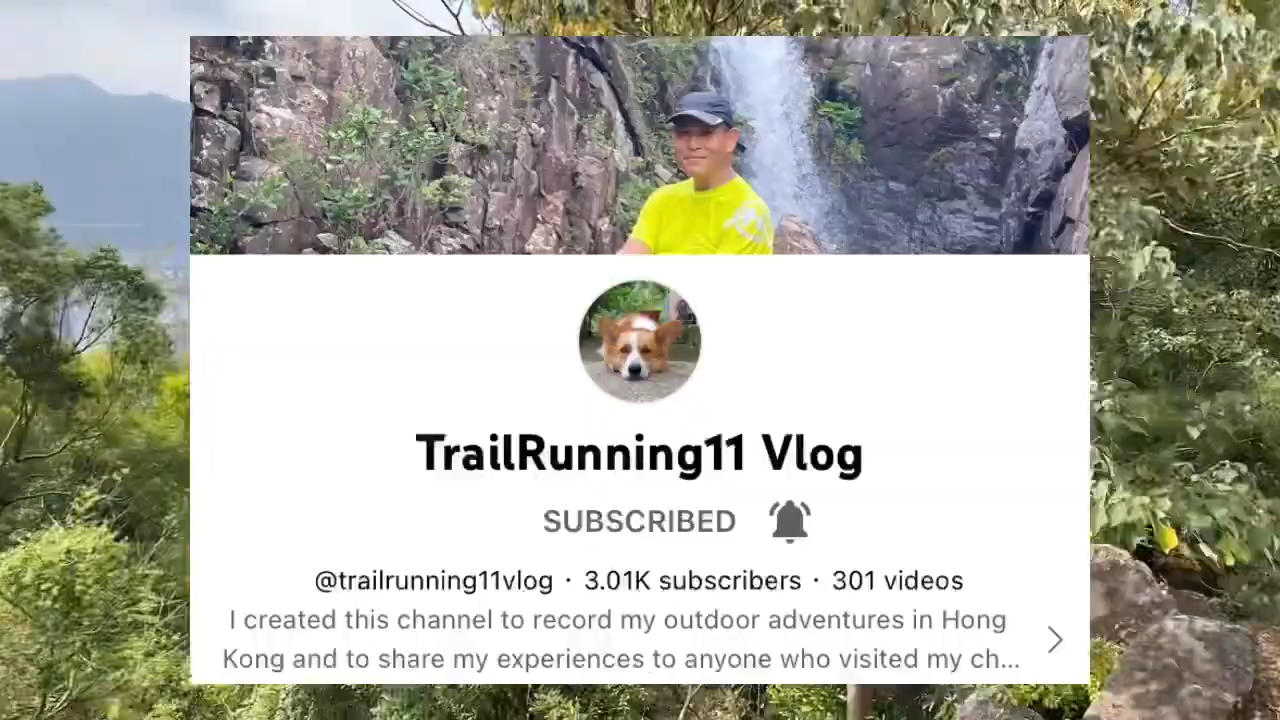 TrailRunning11 Vlog
SUBSCRIBED
@trailrunning11vlog · 3.01K subscribers · 301 videos
I created this channel to record my outdoor adventures in Hong
Kong and to share my experiences to anyone who visited my ch...